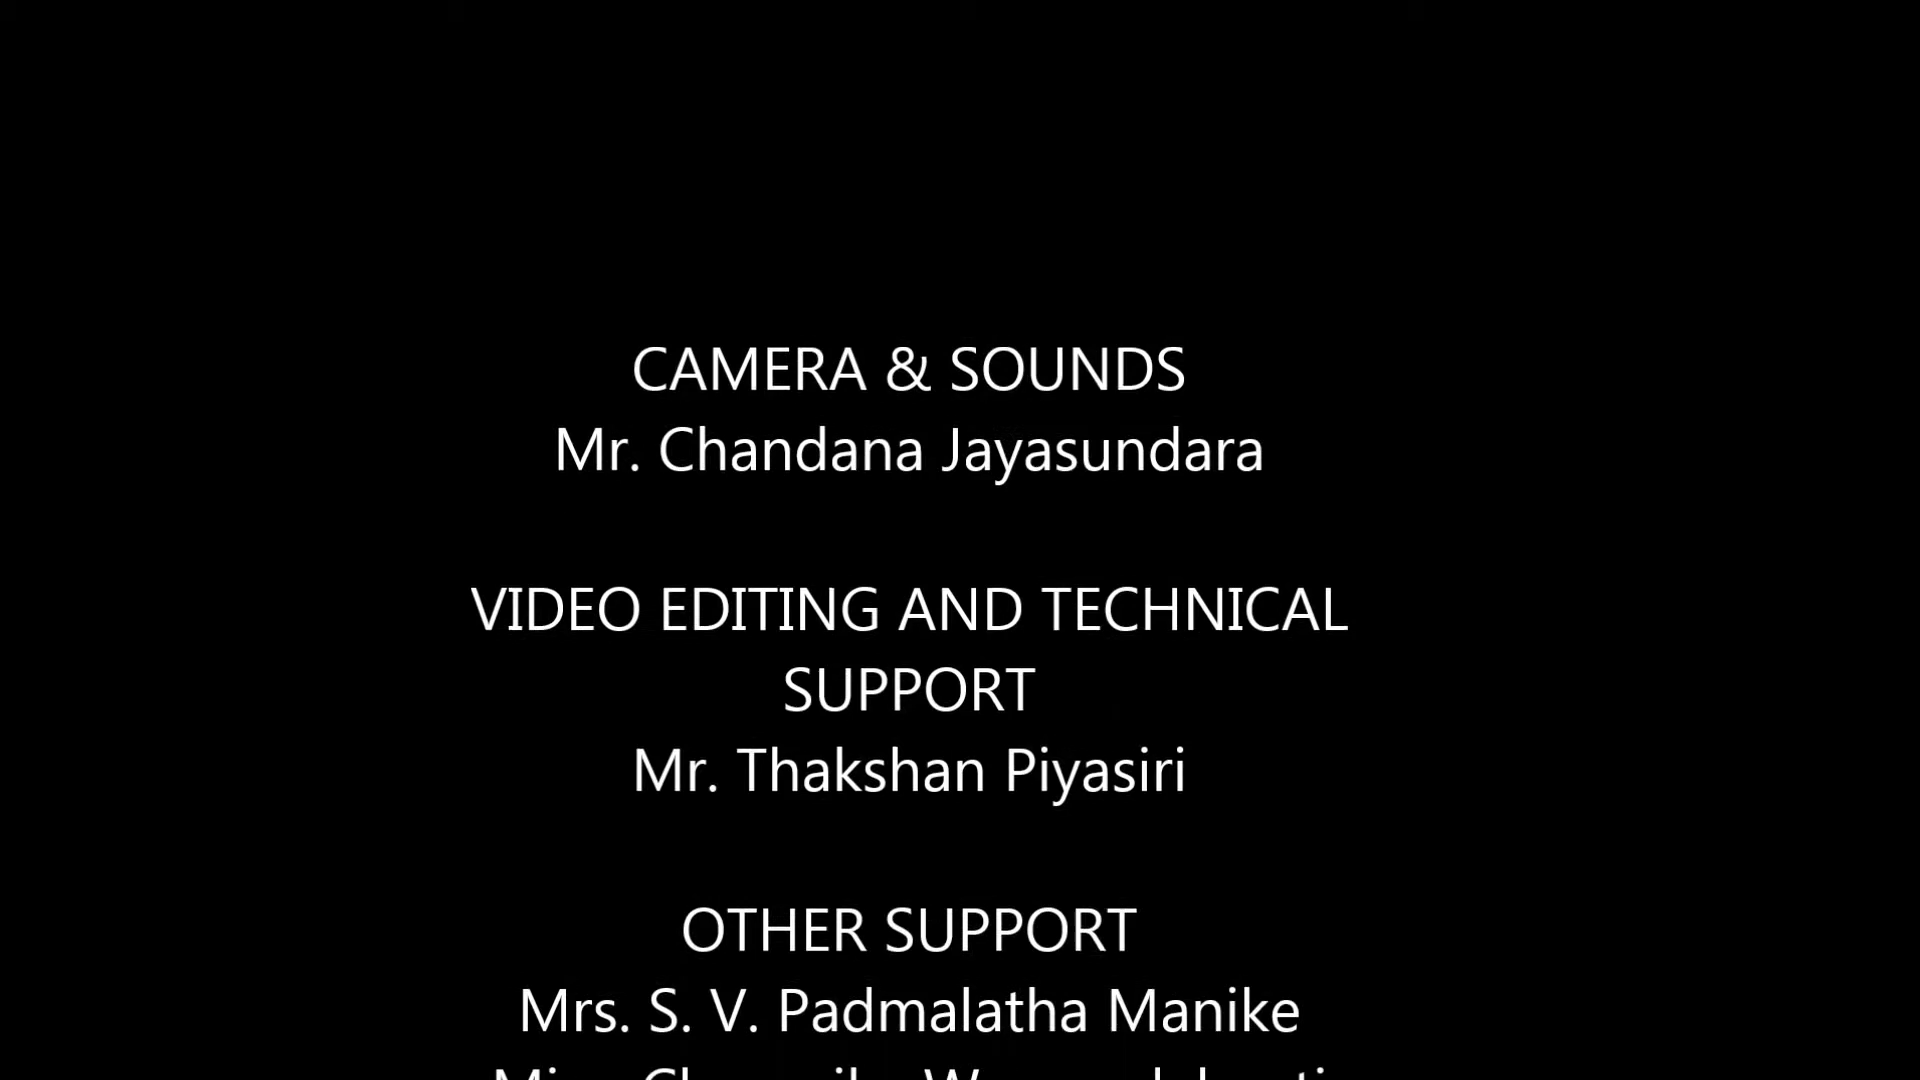 CAMERA & SOUNDS
Mr. Chandana Jayasundara
VIDEO EDITING AND TECHNICAL
SUPPORT
Mr. Thakshan Piyasiri
OTHER SUPPORT
Mrs. S. V. Padmalatha Manike